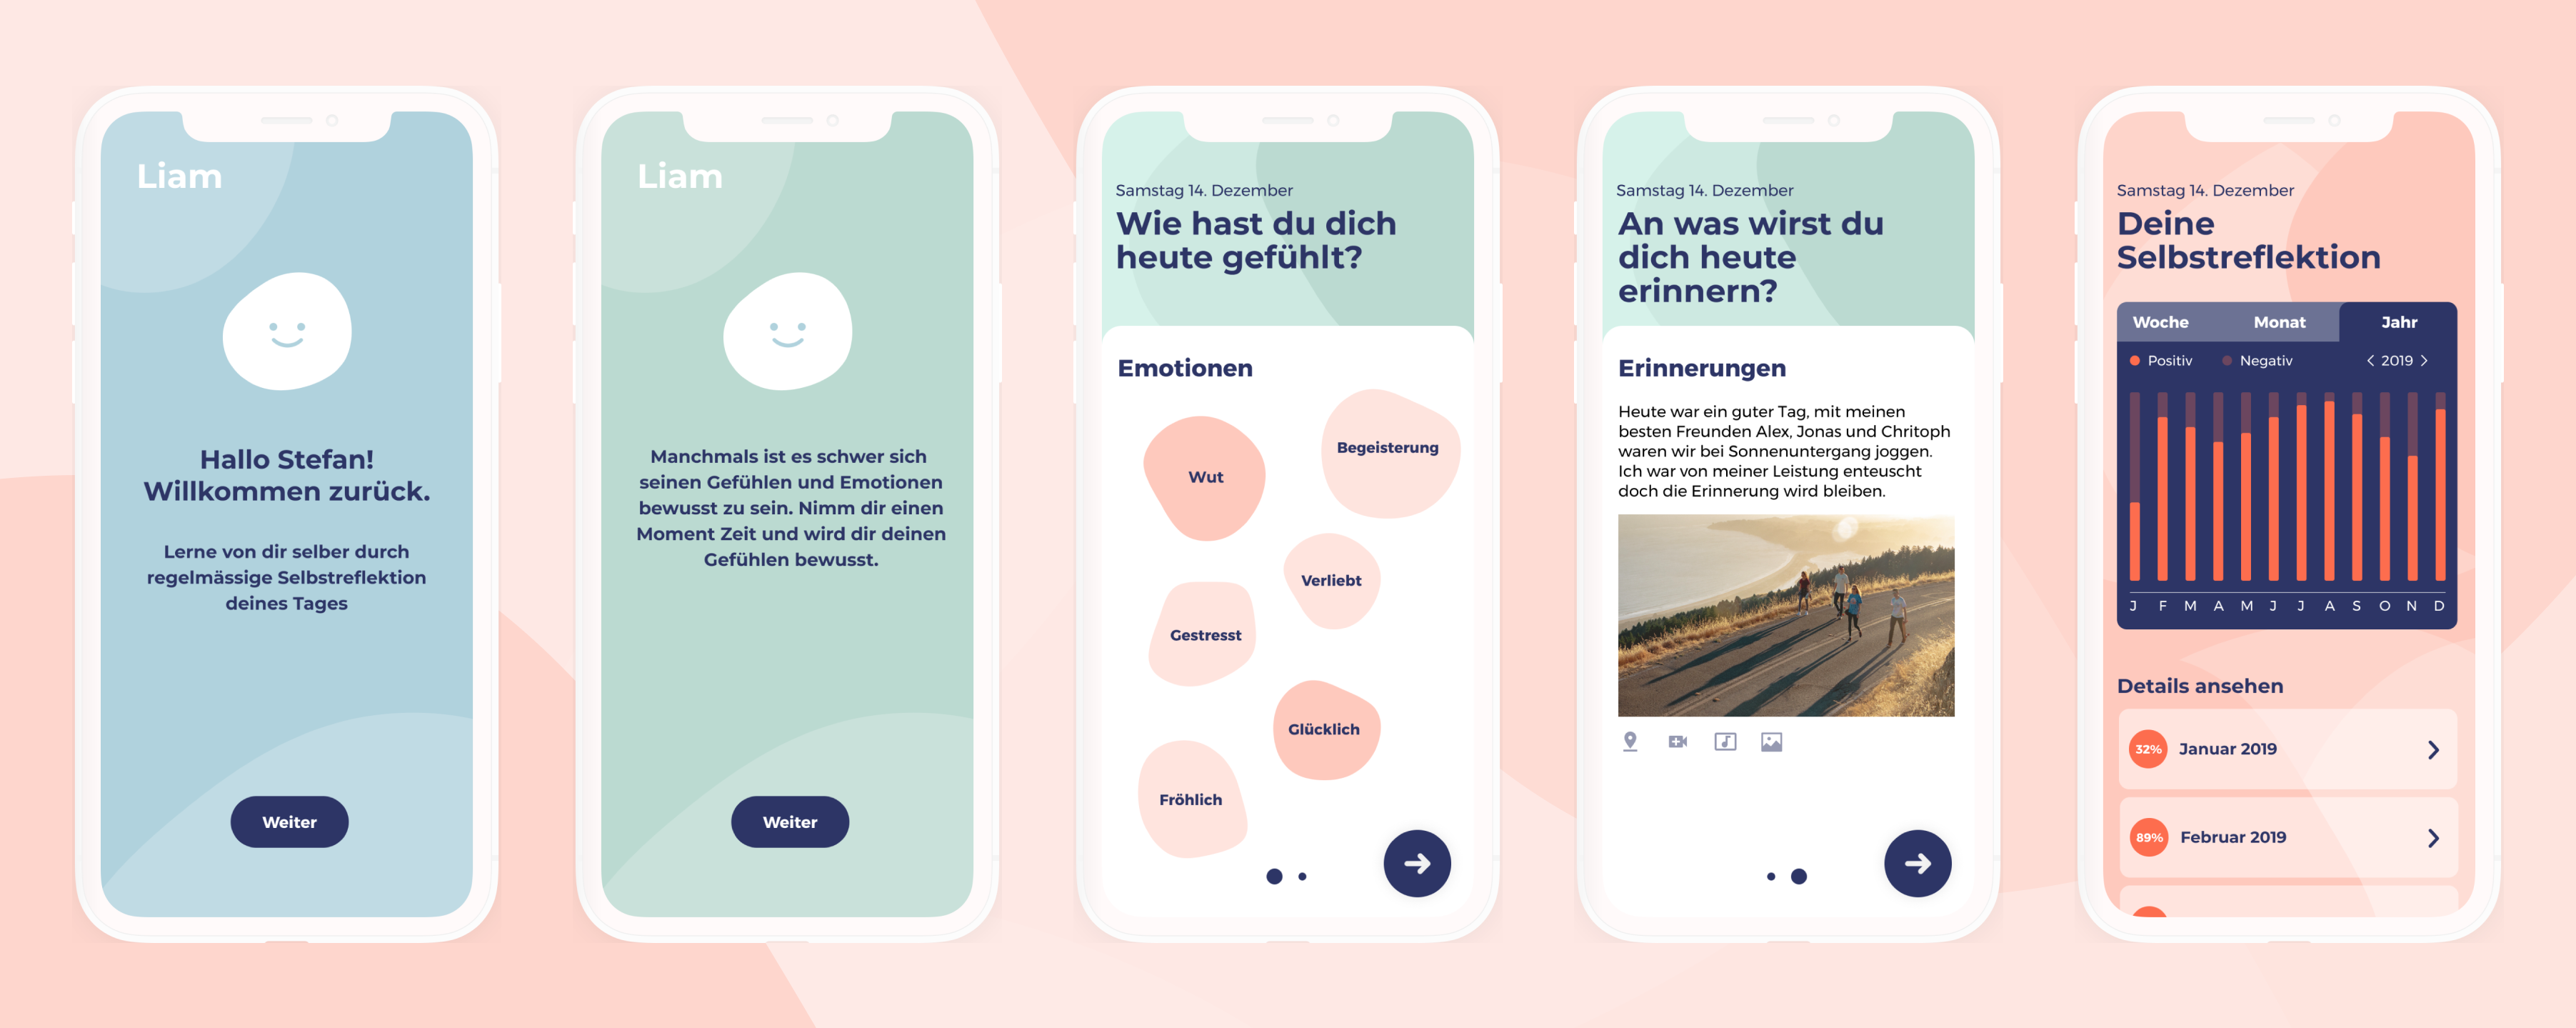 Liam
Hallo Stefan!
Willkommen zurück.
Lerne von dir selber durch
regelmässige Selbstreflektion
deines Tages
Weiter
Liam
Manchmals ist es schwer sich
seinen Gefühlen und Emotionen
bewusst zu sein. Nimm dir einen
Moment Zeit und wird dir deinen
Gefühlen bewusst.
Weiter
Samstag 14. Dezember
Wie hast du dich
heute gefühlt?
Emotionen
Begeisterung
Wut
Verliebt
Gestresst
Glücklich
Fröhlich
Samstag 14. Dezember
An was wirst du
dich heute
erinnern?
Erinnerungen
Heute war ein guter Tag, mit meinen
besten Freunden Alex, Jonas und Chritoph
waren wir bei Sonnenuntergang joggen.
Ich war von meiner Leistung enteuscht
doch die Erinnerung wird bleiben.
Samstag 14. Dezember
Deine
Selbstreflektion
Woche Monat Jahr
Positiv Negativ < 2019 >
J F M A M J J A S O N D
Details ansehen
32% Januar 2019
89% Februar 2019